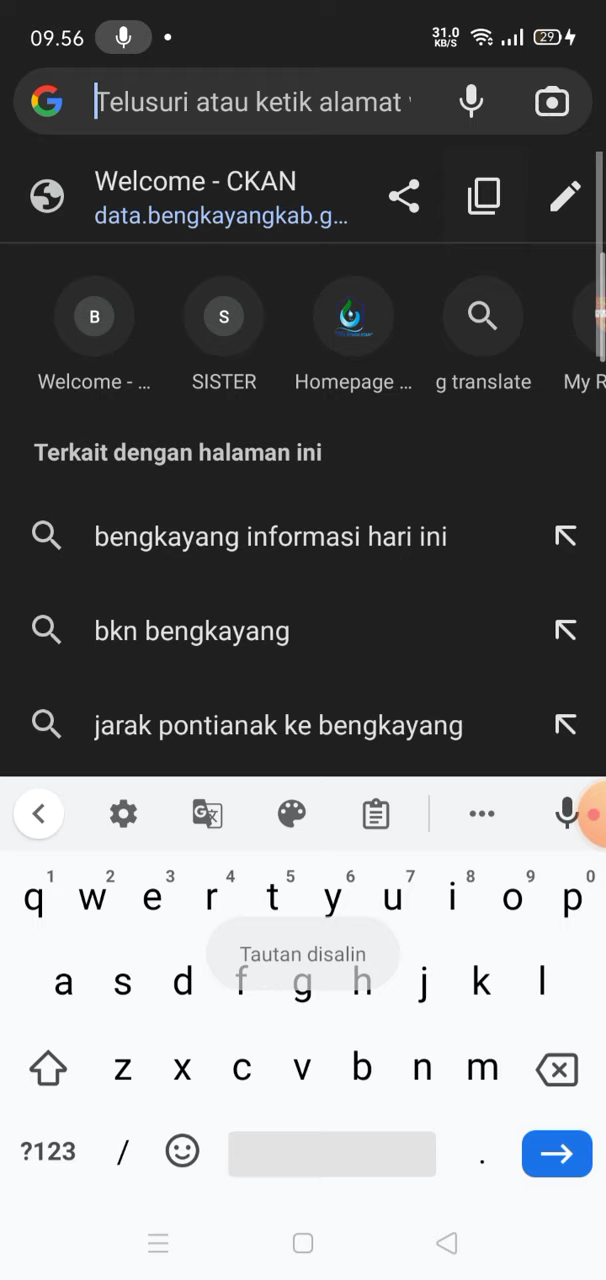 09.56
31.0
KB/S
29
Telusuri atau ketik alamat
Welcome - CKAN
data.bengkayangkab.g...
B
S
Welcome - ...
SISTER
Homepage ...
g translate
My R
Terkait dengan halaman ini
bengkayang informasi hari ini
bkn bengkayang
jarak pontianak ke bengkayang
1 2 3 4 5 6 7 8 9 0
q w e r t y u i o p
Tautan disalin
a s d f g h j k l
z x c v b n m
?123 / .